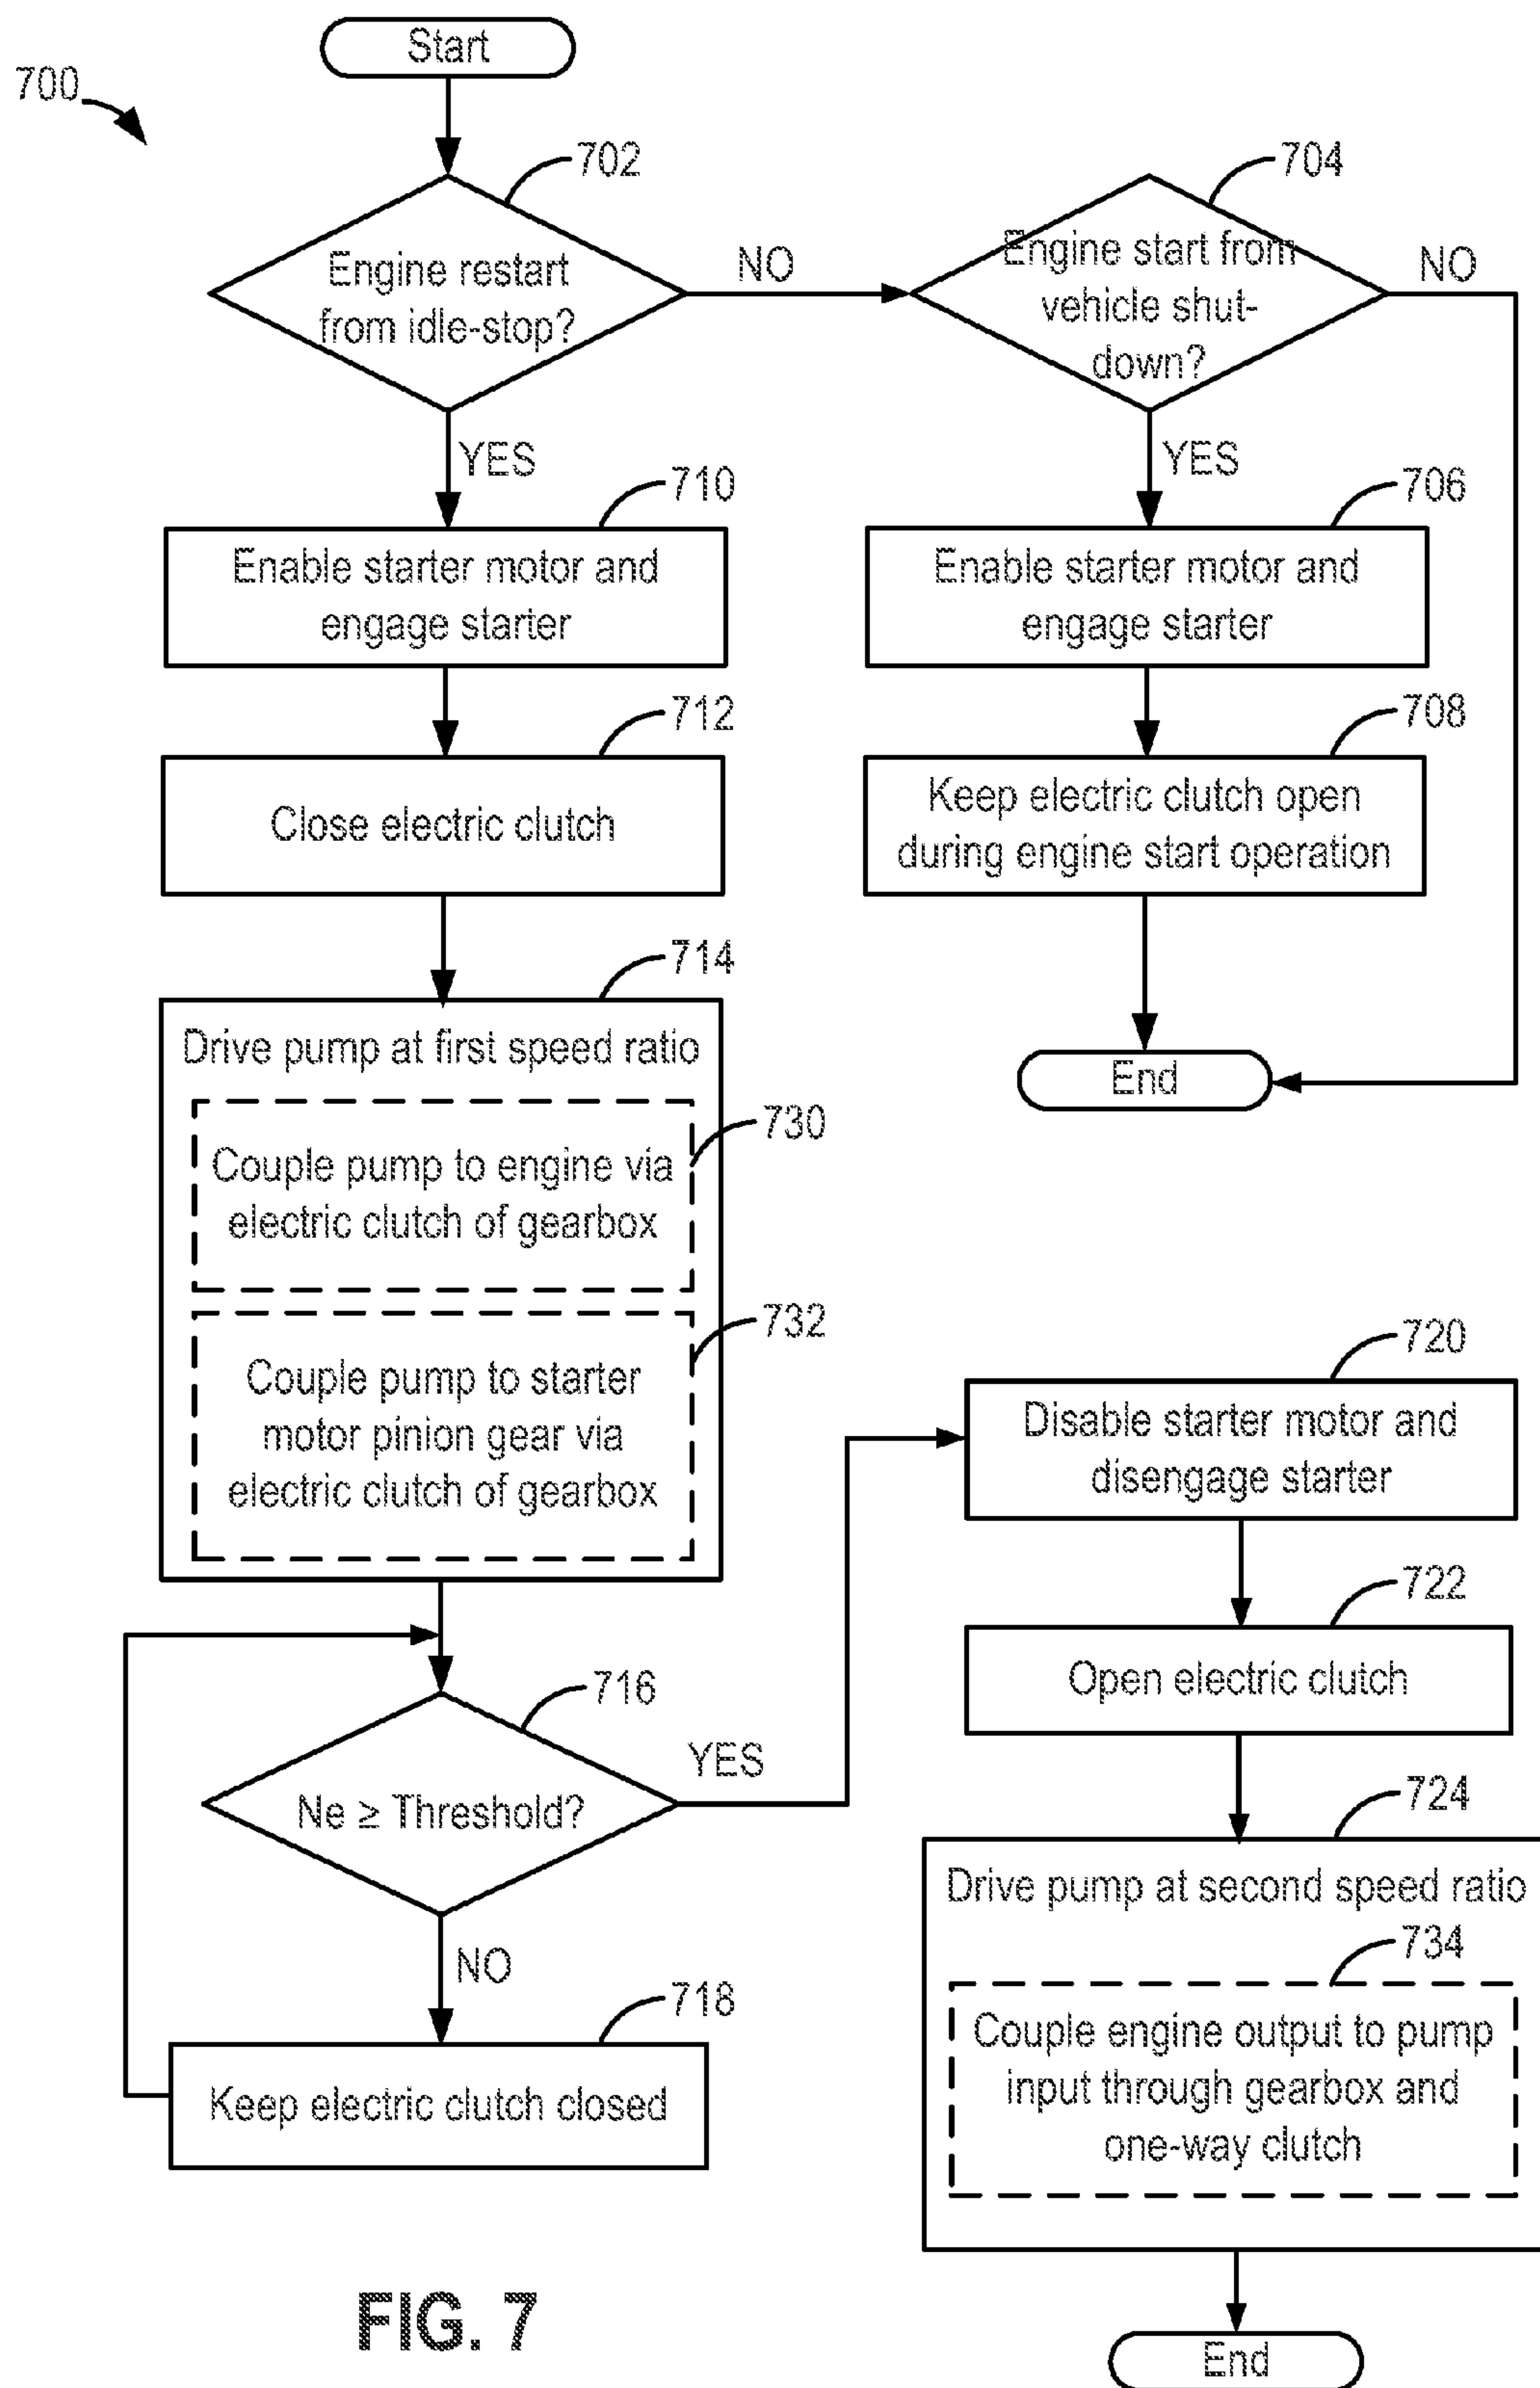 Start
700
702
704
Engine restart
from idle-stop?
NO
Engine start from
vehicle shut-
down?
NO
YES
YES
710
706
Enable starter motor and
engage starter
Enable starter motor and
engage starter
712
708
Close electric clutch
Keep electric clutch open
during engine start operation
714
Drive pump at first speed ratio
End
730
Couple pump to engine via
electric clutch of gearbox
732
Couple pump to starter
motor pinion gear via
electric clutch of gearbox
720
Disable starter motor and
disengage starter
722
Open electric clutch
716
Ne ≥ Threshold?
YES
NO
718
Keep electric clutch closed
724
Drive pump at second speed ratio
734
Couple engine output to pump
input through gearbox and
one-way clutch
End
FIG. 7